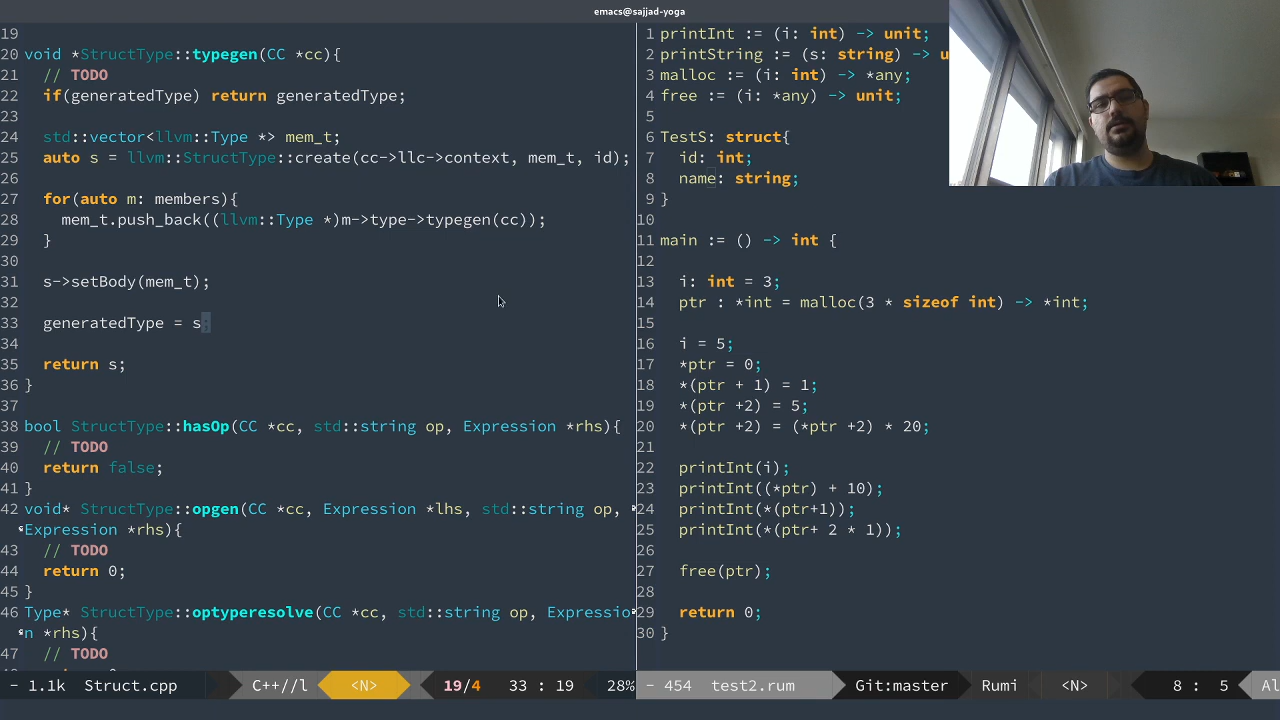 emacs@sajjad-yoga
19
20 void *StructType::typegen(CC *cc){
21   // TODO
22   if(generatedType) return generatedType;
23
24   std::vector<llvm::Type *> mem_t;
25   auto s = llvm::StructType::create(cc->llc->context, mem_t, id);
26
27   for(auto m: members){
28     mem_t.push_back((llvm::Type *)m->type->typegen(cc));
29   }
30
31   s->setBody(mem_t);
32
33   generatedType = s;
34
35   return s;
36 }
37
38 bool StructType::hasOp(CC *cc, std::string op, Expression *rhs){
39   // TODO
40   return false;
41 }
42 void* StructType::opgen(CC *cc, Expression *lhs, std::string op,
Expression *rhs){
43   // TODO
44   return 0;
45 }
46 Type* StructType::optyperesolve(CC *cc, std::string op, Expressio
n *rhs){
47   // TODO
- 1.1k Struct.cpp C++//l <N> 19/4 33 : 19 28%
1 printInt := (i: int) -> unit;
2 printString := (s: string) ->
3 malloc := (i: int) -> *any;
4 free := (i: *any) -> unit;
5
6 TestS: struct{
7   id: int;
8   name: string;
9 }
10
11 main := () -> int {
12
13   i: int = 3;
14   ptr : *int = malloc(3 * sizeof int) -> *int;
15
16   i = 5;
17   *ptr = 0;
18   *(ptr + 1) = 1;
19   *(ptr +2) = 5;
20   *(ptr +2) = (*ptr +2) * 20;
21
22   printInt(i);
23   printInt((*ptr) + 10);
24   printInt(*(ptr+1));
25   printInt(*(ptr+ 2 * 1));
26
27   free(ptr);
28
29   return 0;
30 }
- 454 test2.rum Git:master Rumi <N> 8 : 5 Al